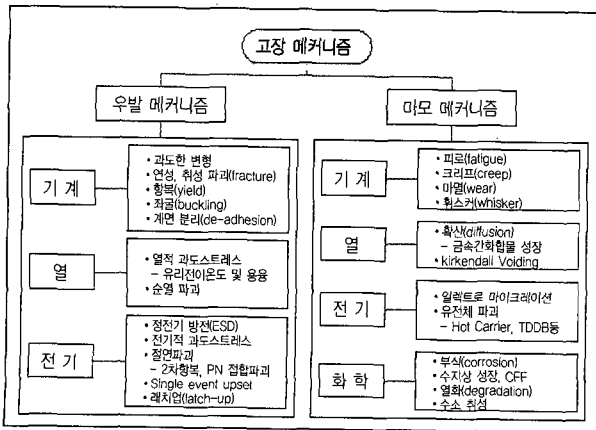 고장 메커니즘
우발 메커니즘
기계
• 과도한 변형
• 연성, 취성 파괴(fracture)
• 항복(yield)
• 좌굴(buckling)
• 계면 분리(de-adhesion)
열
• 열적 과도스트레스
– 유리전이온도 및 용융
• 순열 파괴
전기
• 정전기 방전(ESD)
• 전기적 과도스트레스
• 절연파괴
– 2차항복, PN 접합파괴
• Single event upset
• 래치업(latch-up)
마모 메커니즘
기계
• 피로(fatigue)
• 크리프(creep)
• 마멸(wear)
• 휘스커(whisker)
열
• 확산(diffusion)
– 금속간화합물 성장
• kirkendall Voiding
전기
• 일렉트로 마이크레이션
• 유전체 파괴
– Hot Carrier, TDDB등
화학
• 부식(corrosion)
• 수지상 성장, CFF
• 열화(degradation)
• 수소 취성